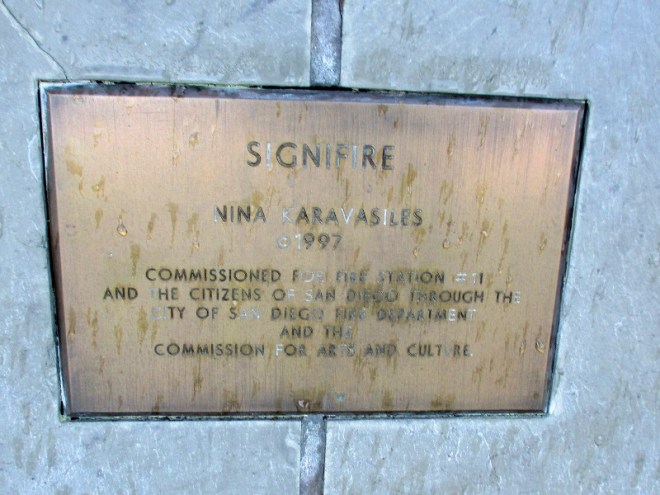 SIGNIFIRE
NINA KARAVASILES
©1997
COMMISSIONED FOR FIRE STATION #11
AND THE CITIZENS OF SAN DIEGO THROUGH THE
CITY OF SAN DIEGO FIRE DEPARTMENT
AND THE
COMMISSION FOR ARTS AND CULTURE.